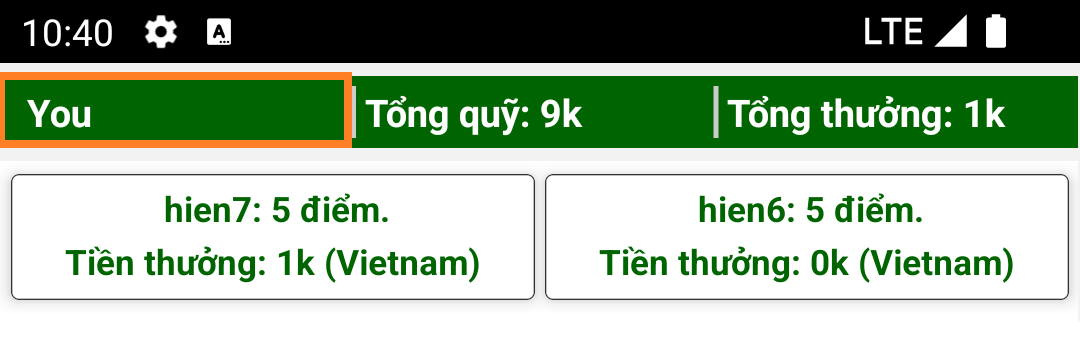 10:40 LTE
You Tổng quỹ: 9k Tổng thưởng: 1k
hien7: 5 điểm.
Tiền thưởng: 1k (Vietnam)
hien6: 5 điểm.
Tiền thưởng: 0k (Vietnam)